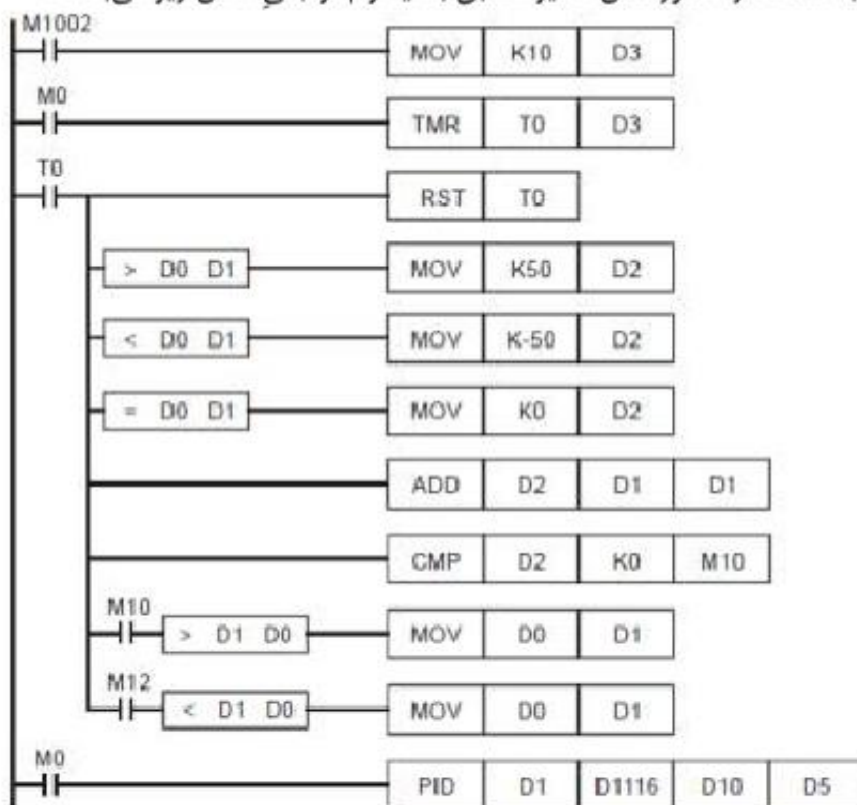 M1002
MOV K10 D3
M0
TMR T0 D3
T0
RST T0
> D0 D1 MOV K50 D2
< D0 D1 MOV K-50 D2
= D0 D1 MOV K0 D2
ADD D2 D1 D1
CMP D2 K0 M10
M10
> D1 D0 MOV D0 D1
M12
< D1 D0 MOV D0 D1
M0
PID D1 D1116 D10 D5